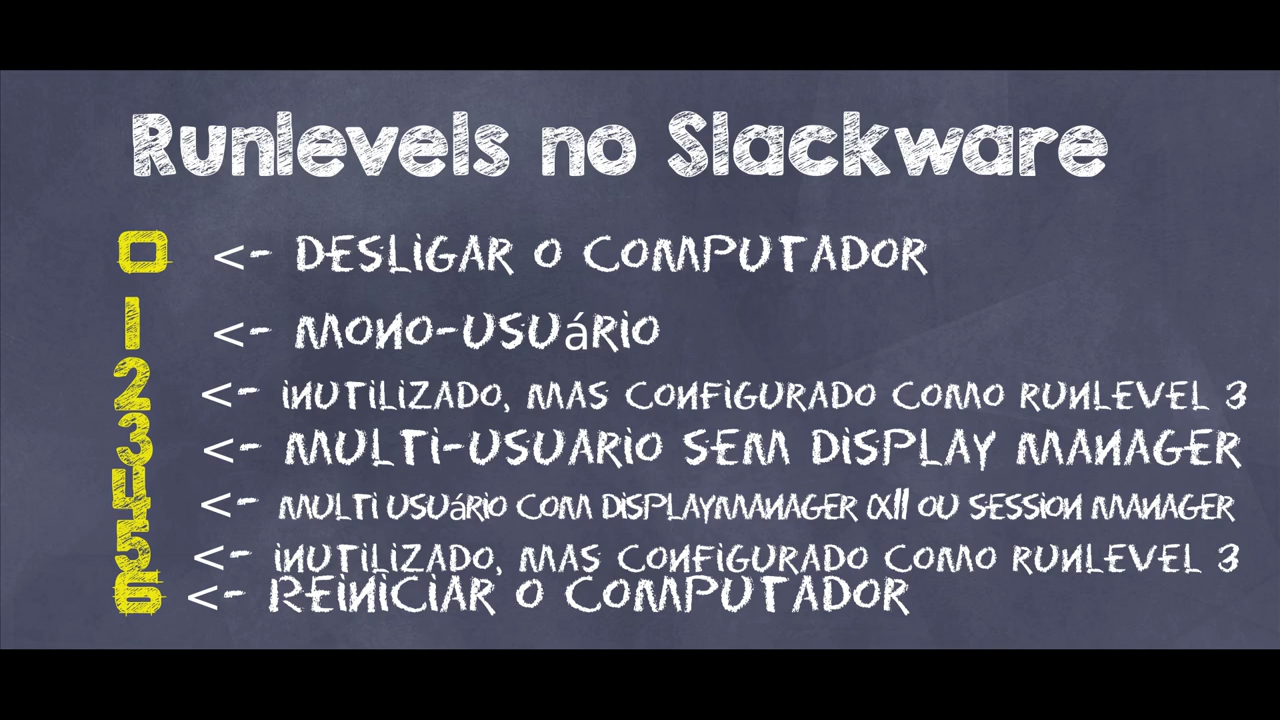 Runlevels no Slackware
0 <- DESLIGAR O COMPUTADOR
1 <- MONO-USUáRIO
2 <- INUTILIZADO, MAS CONFIGURADO COMO RUNLEVEL 3
3 <- MULTI-USUARIO SEM DISPLAY MANAGER
4 <- MULTI USUáRIO COM DISPLAYMANAGER (X11 OU SESSION MANAGER
5 <- INUTILIZADO, MAS CONFIGURADO COMO RUNLEVEL 3
6 <- REINICIAR O COMPUTADOR